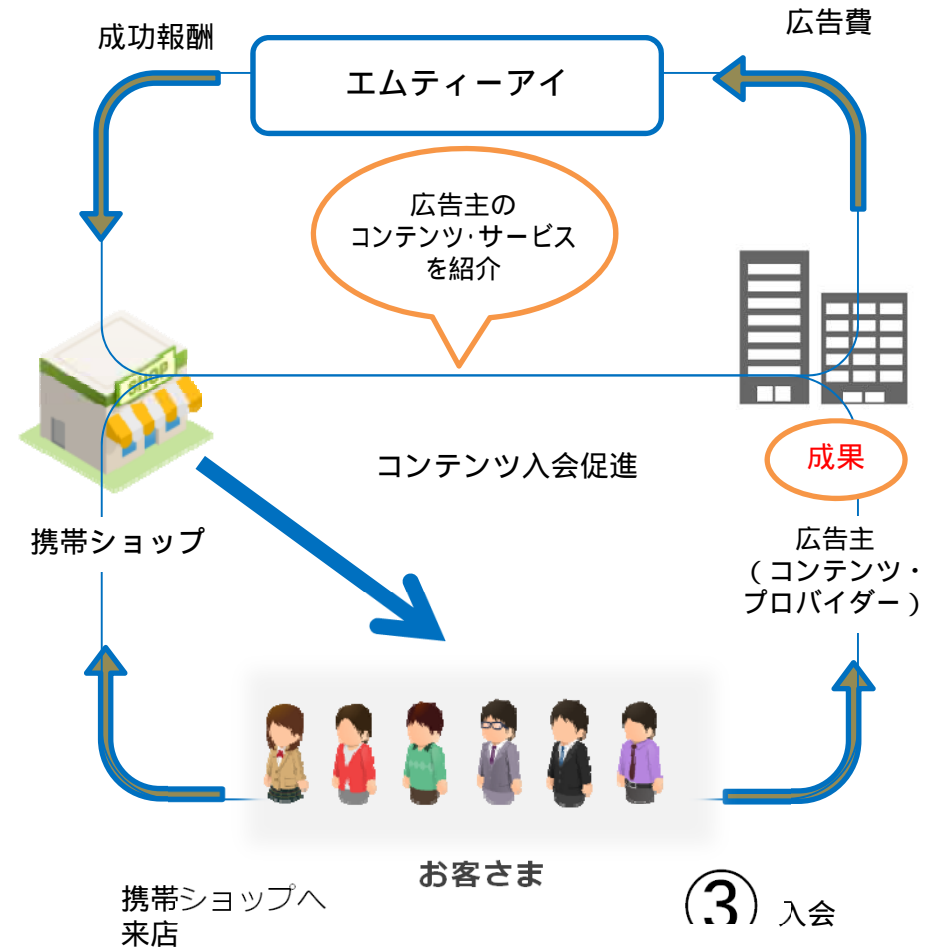 成功報酬
広告費
エムティーアイ
広告主の
コンテンツ・サービス
を紹介
SHOP
成果
コンテンツ入会促進
携帯ショップ
広告主
（コンテンツ・
プロバイダー）
お客さま
携帯ショップへ
来店
③ 入会